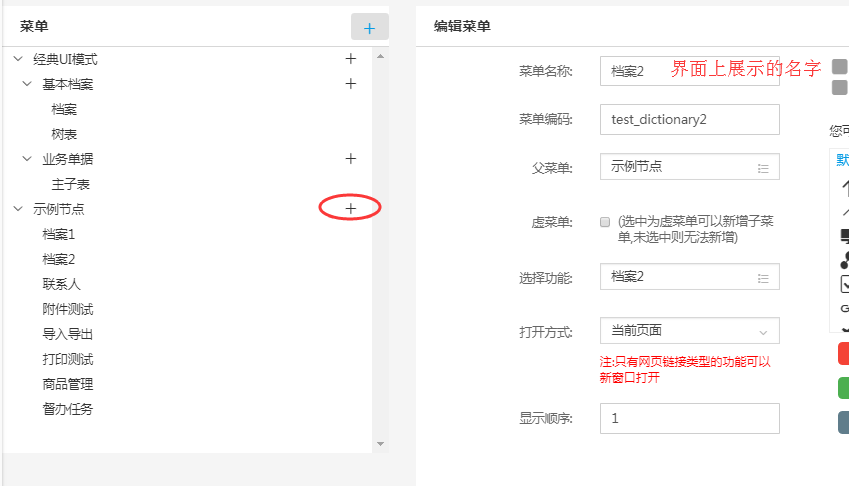 菜单
+
经典UI模式
+
基本档案
+
档案
树表
业务单据
+
主子表
示例节点
+
档案1
档案2
联系人
附件测试
导入导出
打印测试
商品管理
督办任务
编辑菜单
菜单名称:
档案2
界面上展示的名字
菜单编码:
test_dictionary2
父菜单:
示例节点
虚菜单:
(选中为虚菜单可以新增子菜
单,未选中则无法新增)
选择功能:
档案2
打开方式:
当前页面
注:只有网页链接类型的功能可以
新窗口打开
显示顺序:
1
您可
默